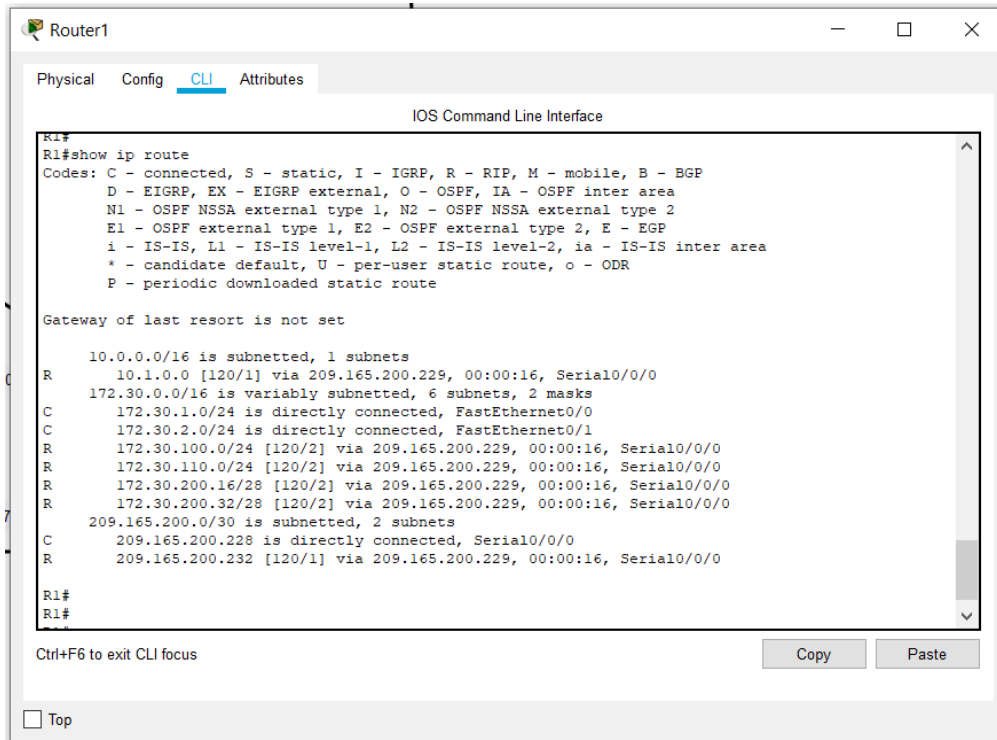 Router1
Physical Config CLI Attributes
IOS Command Line Interface
R1#
R1#show ip route
Codes: C - connected, S - static, I - IGRP, R - RIP, M - mobile, B - BGP
D - EIGRP, EX - EIGRP external, O - OSPF, IA - OSPF inter area
N1 - OSPF NSSA external type 1, N2 - OSPF NSSA external type 2
E1 - OSPF external type 1, E2 - OSPF external type 2, E - EGP
i - IS-IS, L1 - IS-IS level-1, L2 - IS-IS level-2, ia - IS-IS inter area
* - candidate default, U - per-user static route, o - ODR
P - periodic downloaded static route
Gateway of last resort is not set
10.0.0.0/16 is subnetted, 1 subnets
R 10.1.0.0 [120/1] via 209.165.200.229, 00:00:16, Serial0/0/0
172.30.0.0/16 is variably subnetted, 6 subnets, 2 masks
C 172.30.1.0/24 is directly connected, FastEthernet0/0
C 172.30.2.0/24 is directly connected, FastEthernet0/1
R 172.30.100.0/24 [120/2] via 209.165.200.229, 00:00:16, Serial0/0/0
R 172.30.110.0/24 [120/2] via 209.165.200.229, 00:00:16, Serial0/0/0
R 172.30.200.16/28 [120/2] via 209.165.200.229, 00:00:16, Serial0/0/0
R 172.30.200.32/28 [120/2] via 209.165.200.229, 00:00:16, Serial0/0/0
209.165.200.0/30 is subnetted, 2 subnets
C 209.165.200.228 is directly connected, Serial0/0/0
R 209.165.200.232 [120/1] via 209.165.200.229, 00:00:16, Serial0/0/0
R1#
R1#
Ctrl+F6 to exit CLI focus
Copy Paste
Top